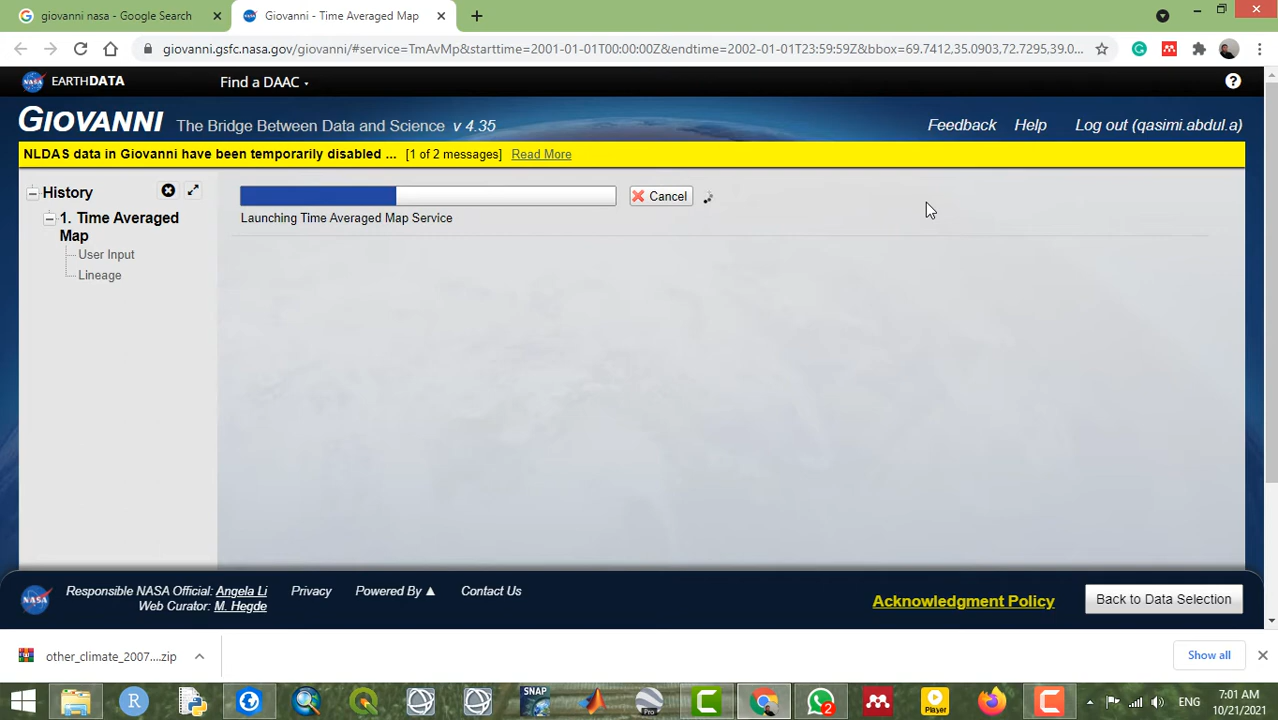 giovanni nasa - Google Search
Giovanni - Time Averaged Map
giovanni.gsfc.nasa.gov/giovanni/#service=TmAvMp&starttime=2001-01-01T00:00:00Z&endtime=2002-01-01T23:59:59Z&bbox=69.7412,35.0903,72.7295,39.0...
NASA EARTHDATA Find a DAAC ?
GIOVANNI The Bridge Between Data and Science v 4.35 Feedback Help Log out (qasimi.abdul.a)
NLDAS data in Giovanni have been temporarily disabled ... [1 of 2 messages] Read More
History
1. Time Averaged
Map
User Input
Lineage
Cancel
Launching Time Averaged Map Service
NASA
Responsible NASA Official: Angela Li Privacy Powered By ▲ Contact Us
Web Curator: M. Hegde
Acknowledgment Policy
Back to Data Selection
other_climate_2007....zip
Show all
R
SNAP
Pro
2
Player
ENG
7:01 AM
10/21/2021